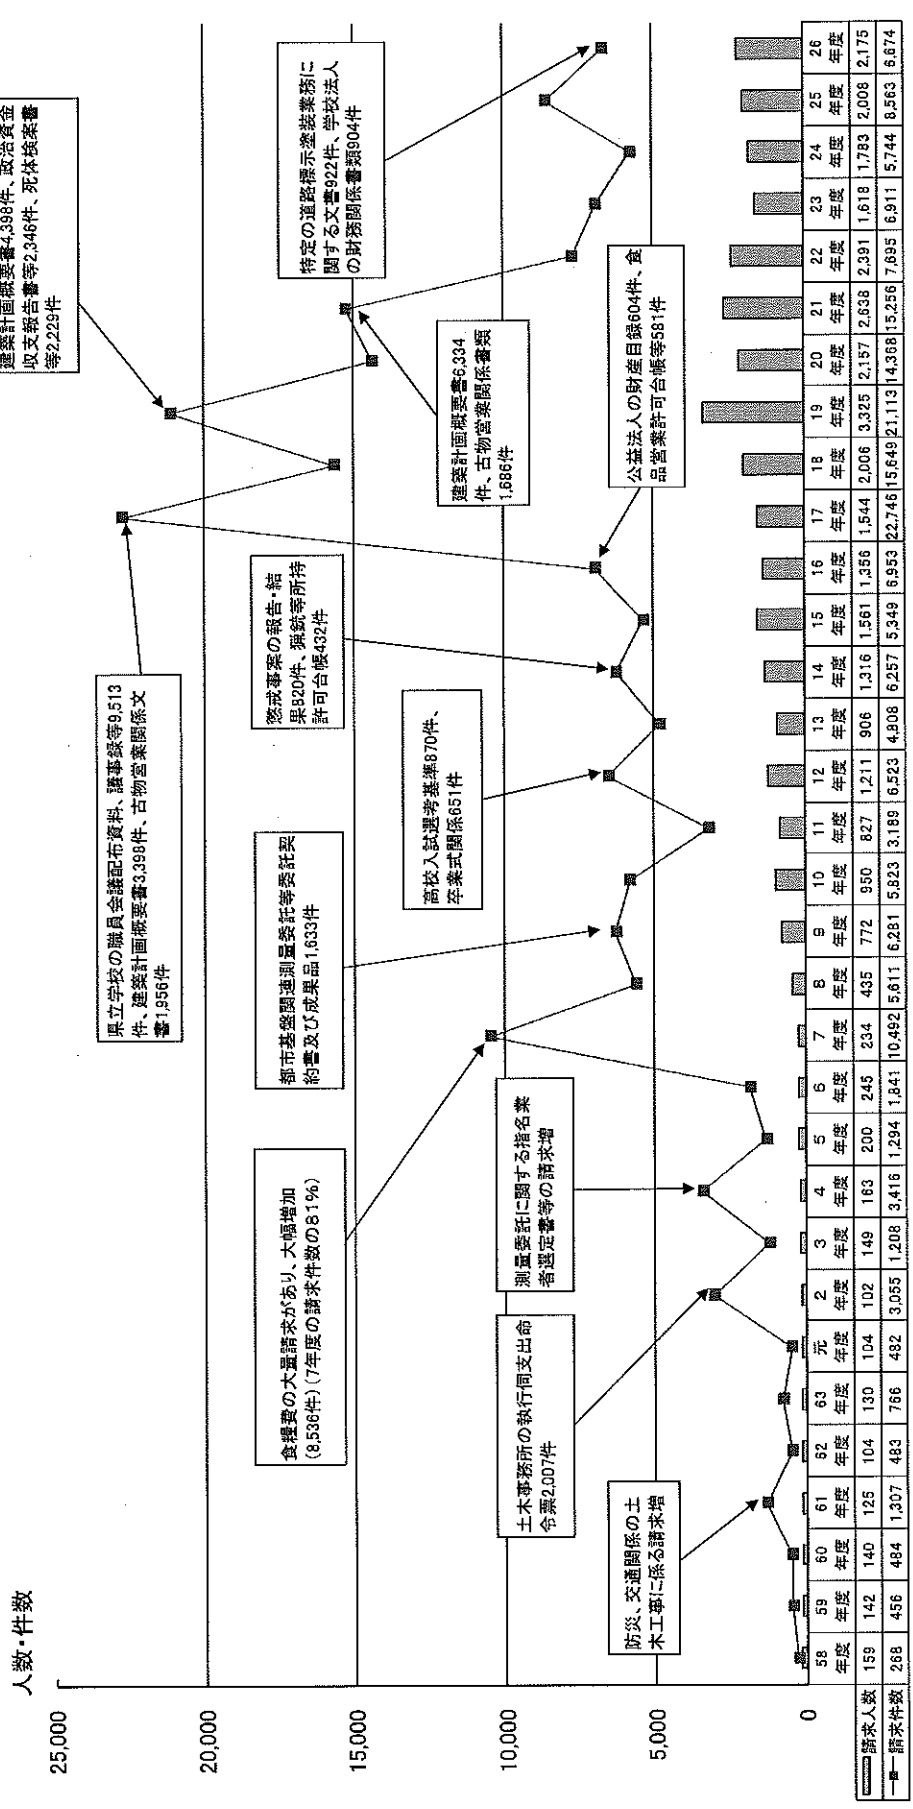 人数・件数
25,000
20,000
15,000
10,000
5,000
0
建築計画概要書4,398件、政治資金
収支報告書等2,346件、死体検案書
等2,229件
県立学校の職員会議配布資料、議事録等9,513
件、建築計画概要書3,398件、古物営業関係文
書1,956件
特定の道路標示塗装業務に
関する文書922件、学校法人
の財務関係書類904件
建築計画概要書6,334
件、古物営業関係書類
1,686件
公益法人の財産目録604件、食
品営業許可台帳等581件
懲戒事案の報告・結
果820件、猟銃等所持
許可台帳432件
高校入試選考基準870件、
卒業式関係651件
都市基盤関連測量委託等委託契
約書及び成果品1,633件
食糧費の大量請求があり、大幅増加
(8,536件)(7年度の請求件数の81%)
測量委託に関する指名業
者選定書等の請求増
土木事務所の執行伺支出命
令票2,007件
防災、交通関係の土
木工事に係る請求増
58年度 59年度 60年度 61年度 62年度 63年度 元年度 2年度 3年度 4年度 5年度 6年度 7年度 8年度 9年度 10年度 11年度 12年度 13年度 14年度 15年度 16年度 17年度 18年度 19年度 20年度 21年度 22年度 23年度 24年度 25年度 26年度
請求人数 159 142 140 125 104 130 104 102 149 163 200 245 234 435 772 950 827 1,211 906 1,316 1,561 1,356 1,544 2,006 3,325 2,157 2,638 2,391 1,618 1,783 2,008 2,175
請求件数 268 456 484 1,307 483 766 482 3,055 1,208 3,416 1,294 1,841 10,492 5,611 6,281 5,823 3,189 6,523 4,808 6,257 5,349 6,953 22,746 15,649 21,113 14,368 15,256 7,695 6,911 5,744 8,563 6,674